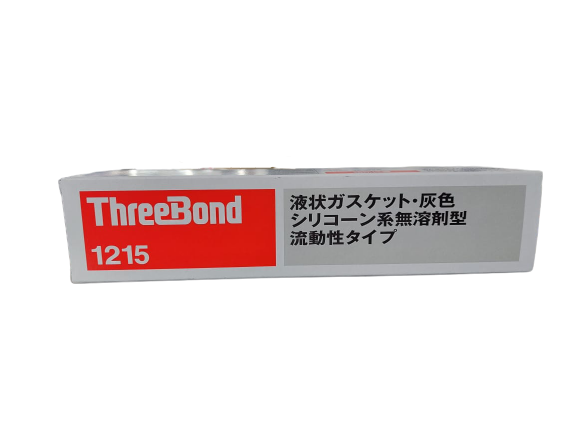 ThreeBond
1215
液状ガスケット・灰色
シリコーン系無溶剤型
流動性タイプ